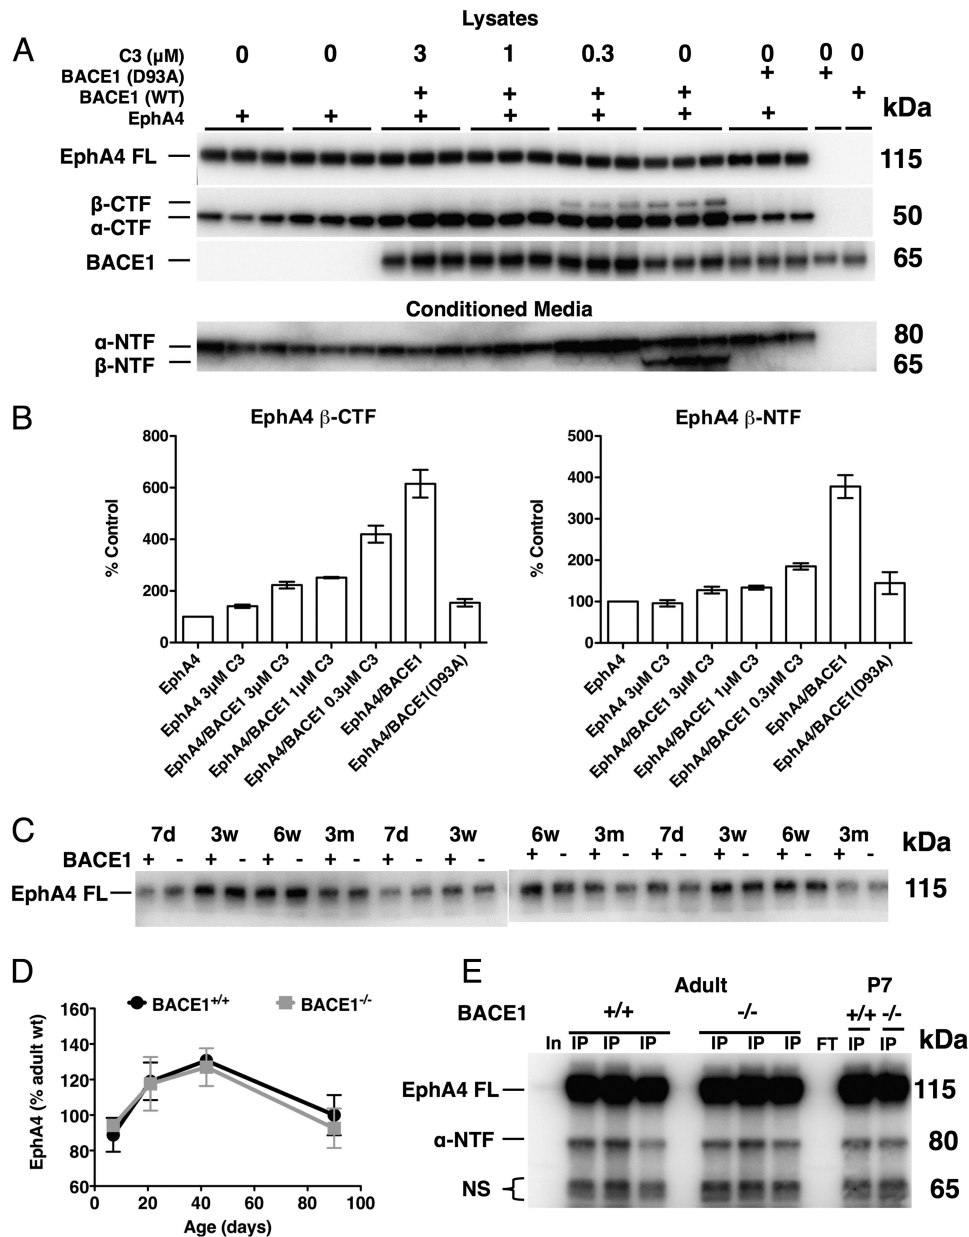 Lysates
A
C3 (µM) 0 0 3 1 0.3 0 0 0 0
BACE1 (D93A) + +
BACE1 (WT) + + + + +
EphA4 + + + + + + +
kDa
EphA4 FL 115
β-CTF
α-CTF 50
BACE1 65
Conditioned Media
α-NTF 80
β-NTF 65
B
EphA4 β-CTF
% Control
800
600
400
200
0
EphA4
EphA4 3µM C3
EphA4/BACE1 3µM C3
EphA4/BACE1 1µM C3
EphA4/BACE1 0.3µM C3
EphA4/BACE1
EphA4/BACE1(D93A)
EphA4 β-NTF
% Control
500
400
300
200
100
0
EphA4
EphA4 3µM C3
EphA4/BACE1 3µM C3
EphA4/BACE1 1µM C3
EphA4/BACE1 0.3µM C3
EphA4/BACE1
EphA4/BACE1(D93A)
C
7d 3w 6w 3m 7d 3w 6w 3m 7d 3w 6w 3m
kDa
BACE1 + - + - + - + - + - + - + - + - + - + - + - + -
EphA4 FL 115
D
BACE1+/+ BACE1-/-
EphA4 (% adult wt)
160
140
120
100
80
60
0 20 40 60 80 100
Age (days)
E
Adult P7
BACE1 +/+ -/- +/+ -/-
In IP IP IP IP IP IP FT IP IP
kDa
EphA4 FL 115
α-NTF 80
NS 65